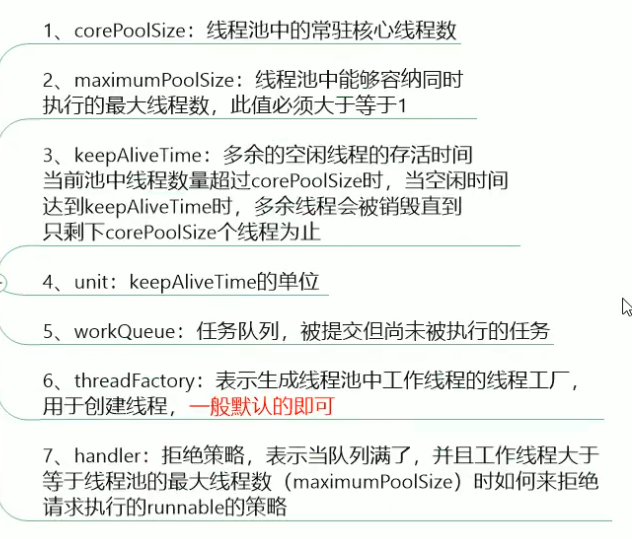 1、corePoolSize：线程池中的常驻核心线程数
2、maximumPoolSize：线程池中能够容纳同时
执行的最大线程数，此值必须大于等于1
3、keepAliveTime：多余的空闲线程的存活时间
当前池中线程数量超过corePoolSize时，当空闲时间
达到keepAliveTime时，多余线程会被销毁直到
只剩下corePoolSize个线程为止
4、unit：keepAliveTime的单位
5、workQueue：任务队列，被提交但尚未被执行的任务
6、threadFactory：表示生成线程池中工作线程的线程工厂，
用于创建线程，一般默认的即可
7、handler：拒绝策略，表示当队列满了，并且工作线程大于
等于线程池的最大线程数（maximumPoolSize）时如何来拒绝
请求执行的runnable的策略